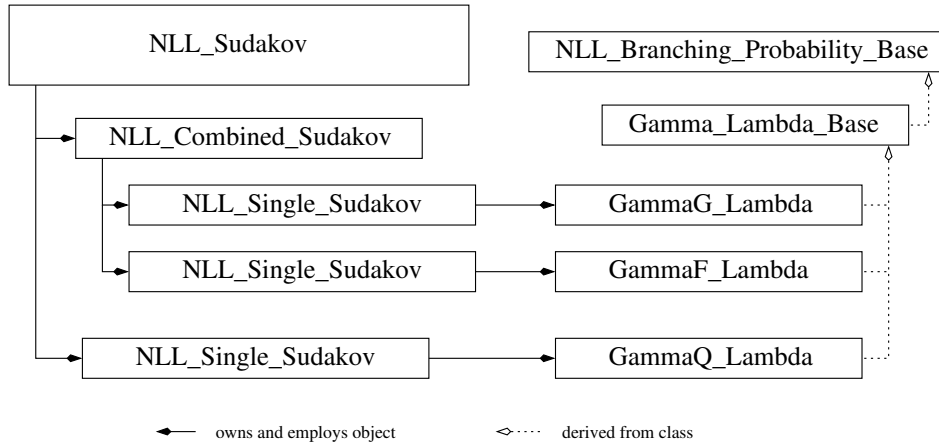 NLL_Sudakov
NLL_Branching_Probability_Base
Gamma_Lambda_Base
NLL_Combined_Sudakov
NLL_Single_Sudakov
GammaG_Lambda
NLL_Single_Sudakov
GammaF_Lambda
NLL_Single_Sudakov
GammaQ_Lambda
owns and employs object
derived from class